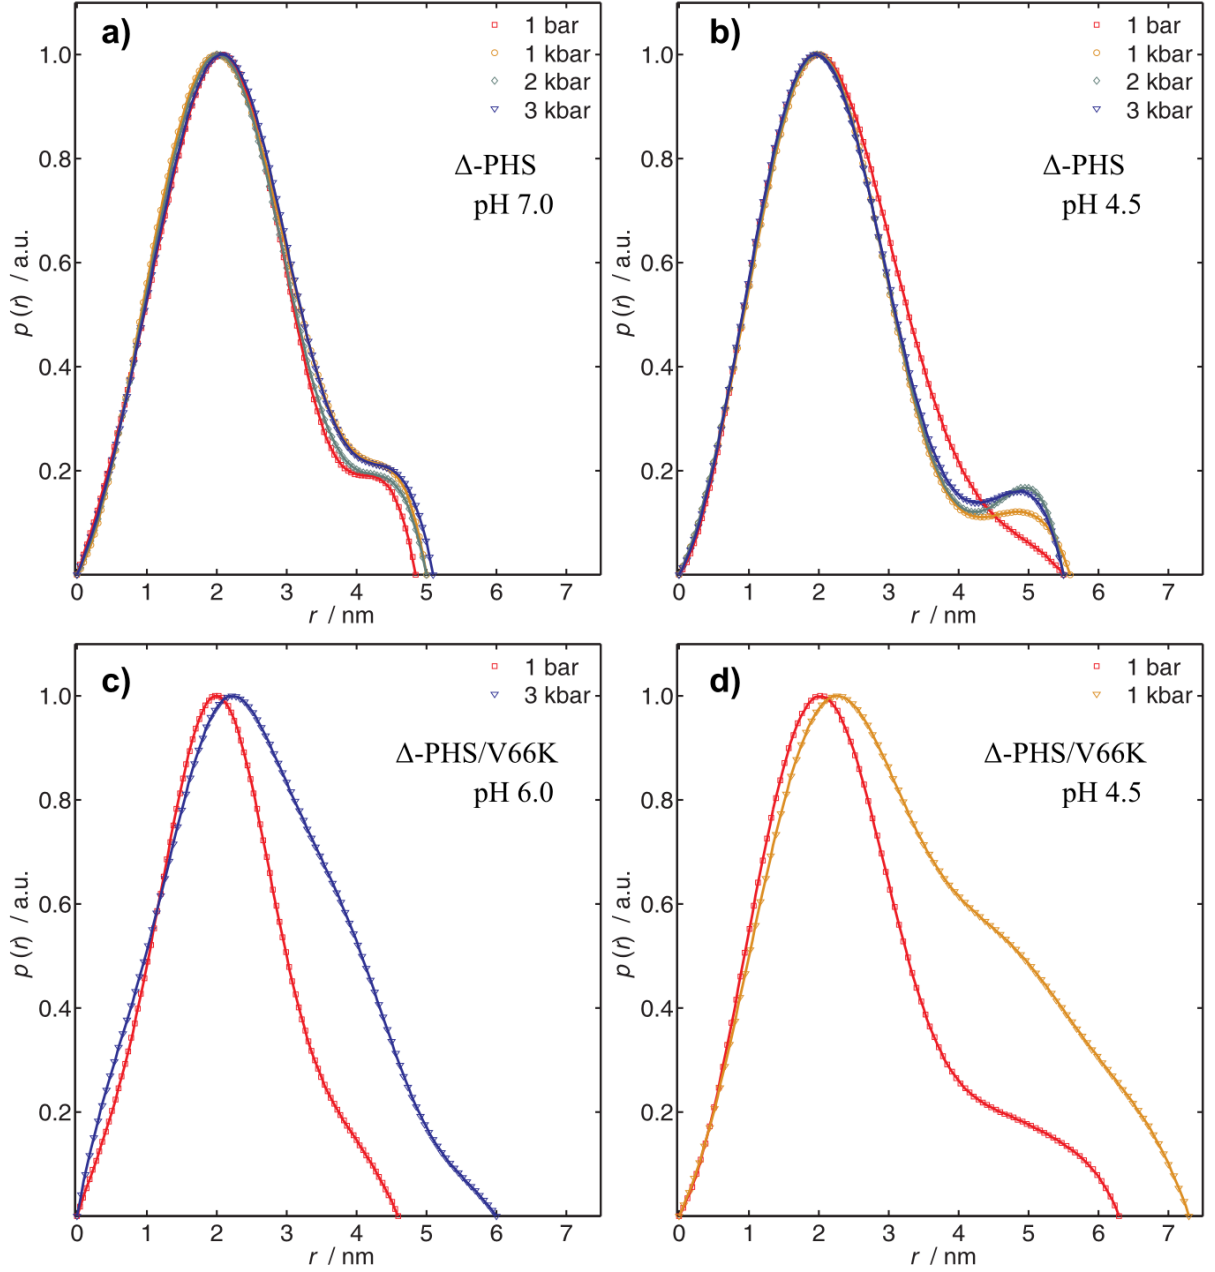 a)
1 bar
1 kbar
2 kbar
3 kbar
Δ-PHS
pH 7.0
p (r) / a.u.
1.0
0.8
0.6
0.4
0.2
0 1 2 3 4 5 6 7
r / nm
b)
1 bar
1 kbar
2 kbar
3 kbar
Δ-PHS
pH 4.5
p (r) / a.u.
1.0
0.8
0.6
0.4
0.2
0 1 2 3 4 5 6 7
r / nm
c)
1 bar
3 kbar
Δ-PHS/V66K
pH 6.0
p (r) / a.u.
1.0
0.8
0.6
0.4
0.2
0 1 2 3 4 5 6 7
r / nm
d)
1 bar
1 kbar
Δ-PHS/V66K
pH 4.5
p (r) / a.u.
1.0
0.8
0.6
0.4
0.2
0 1 2 3 4 5 6 7
r / nm